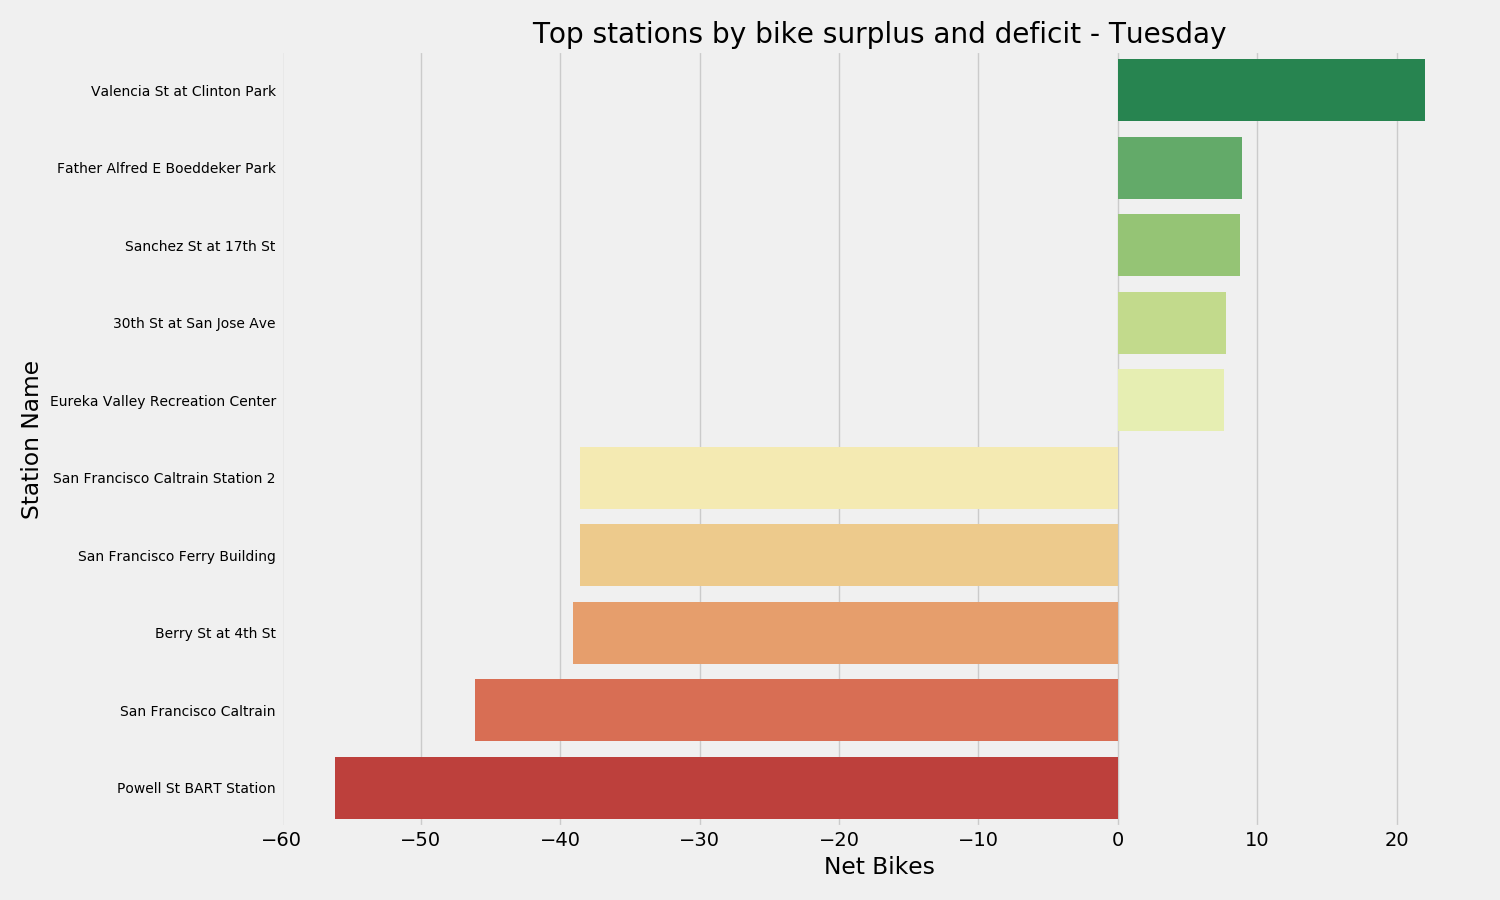 Top stations by bike surplus and deficit - Tuesday
Valencia St at Clinton Park
Father Alfred E Boeddeker Park
Sanchez St at 17th St
30th St at San Jose Ave
Eureka Valley Recreation Center
San Francisco Caltrain Station 2
San Francisco Ferry Building
Berry St at 4th St
San Francisco Caltrain
Powell St BART Station
Station Name
−60 −50 −40 −30 −20 −10 0 10 20
Net Bikes